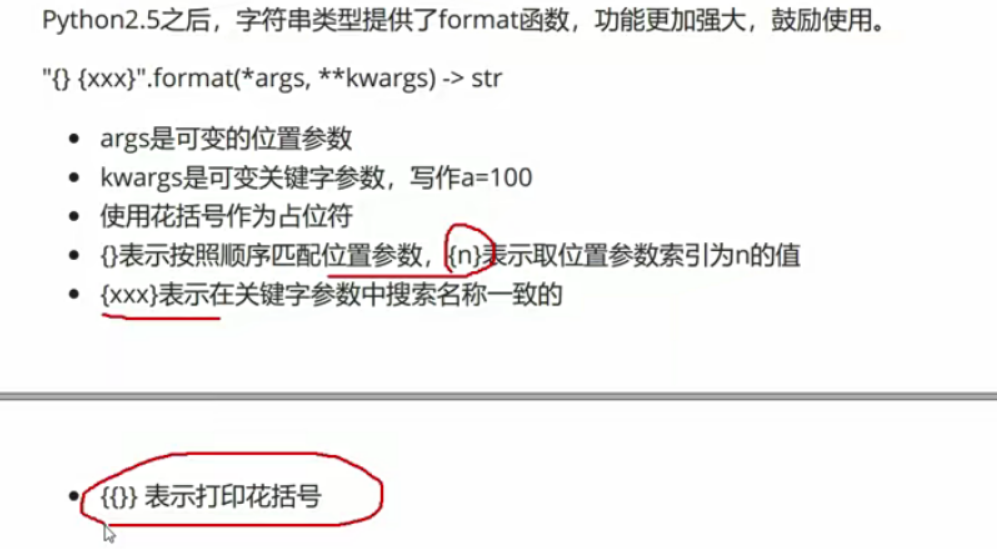 Python2.5之后，字符串类型提供了format函数，功能更加强大，鼓励使用。
"{} {xxx}".format(*args, **kwargs) -> str
• args是可变的位置参数
• kwargs是可变关键字参数，写作a=100
• 使用花括号作为占位符
• {}表示按照顺序匹配位置参数，{n}表示取位置参数索引为n的值
• {xxx}表示在关键字参数中搜索名称一致的
• {{}} 表示打印花括号